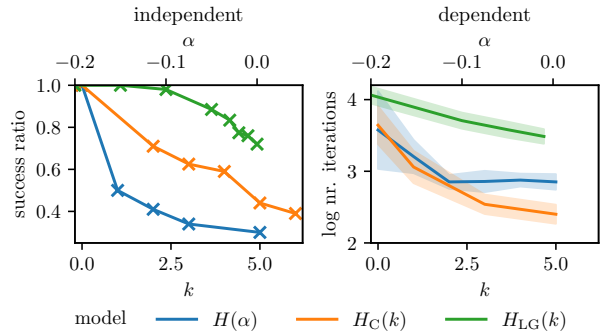 independent
dependent
α
α
−0.2 −0.1 0.0
−0.2 −0.1 0.0
success ratio
1.0
0.8
0.6
0.4
0.0 2.5 5.0
k
log nr. iterations
4
3
2
0.0 2.5 5.0
k
model H(α) H_C(k) H_LG(k)